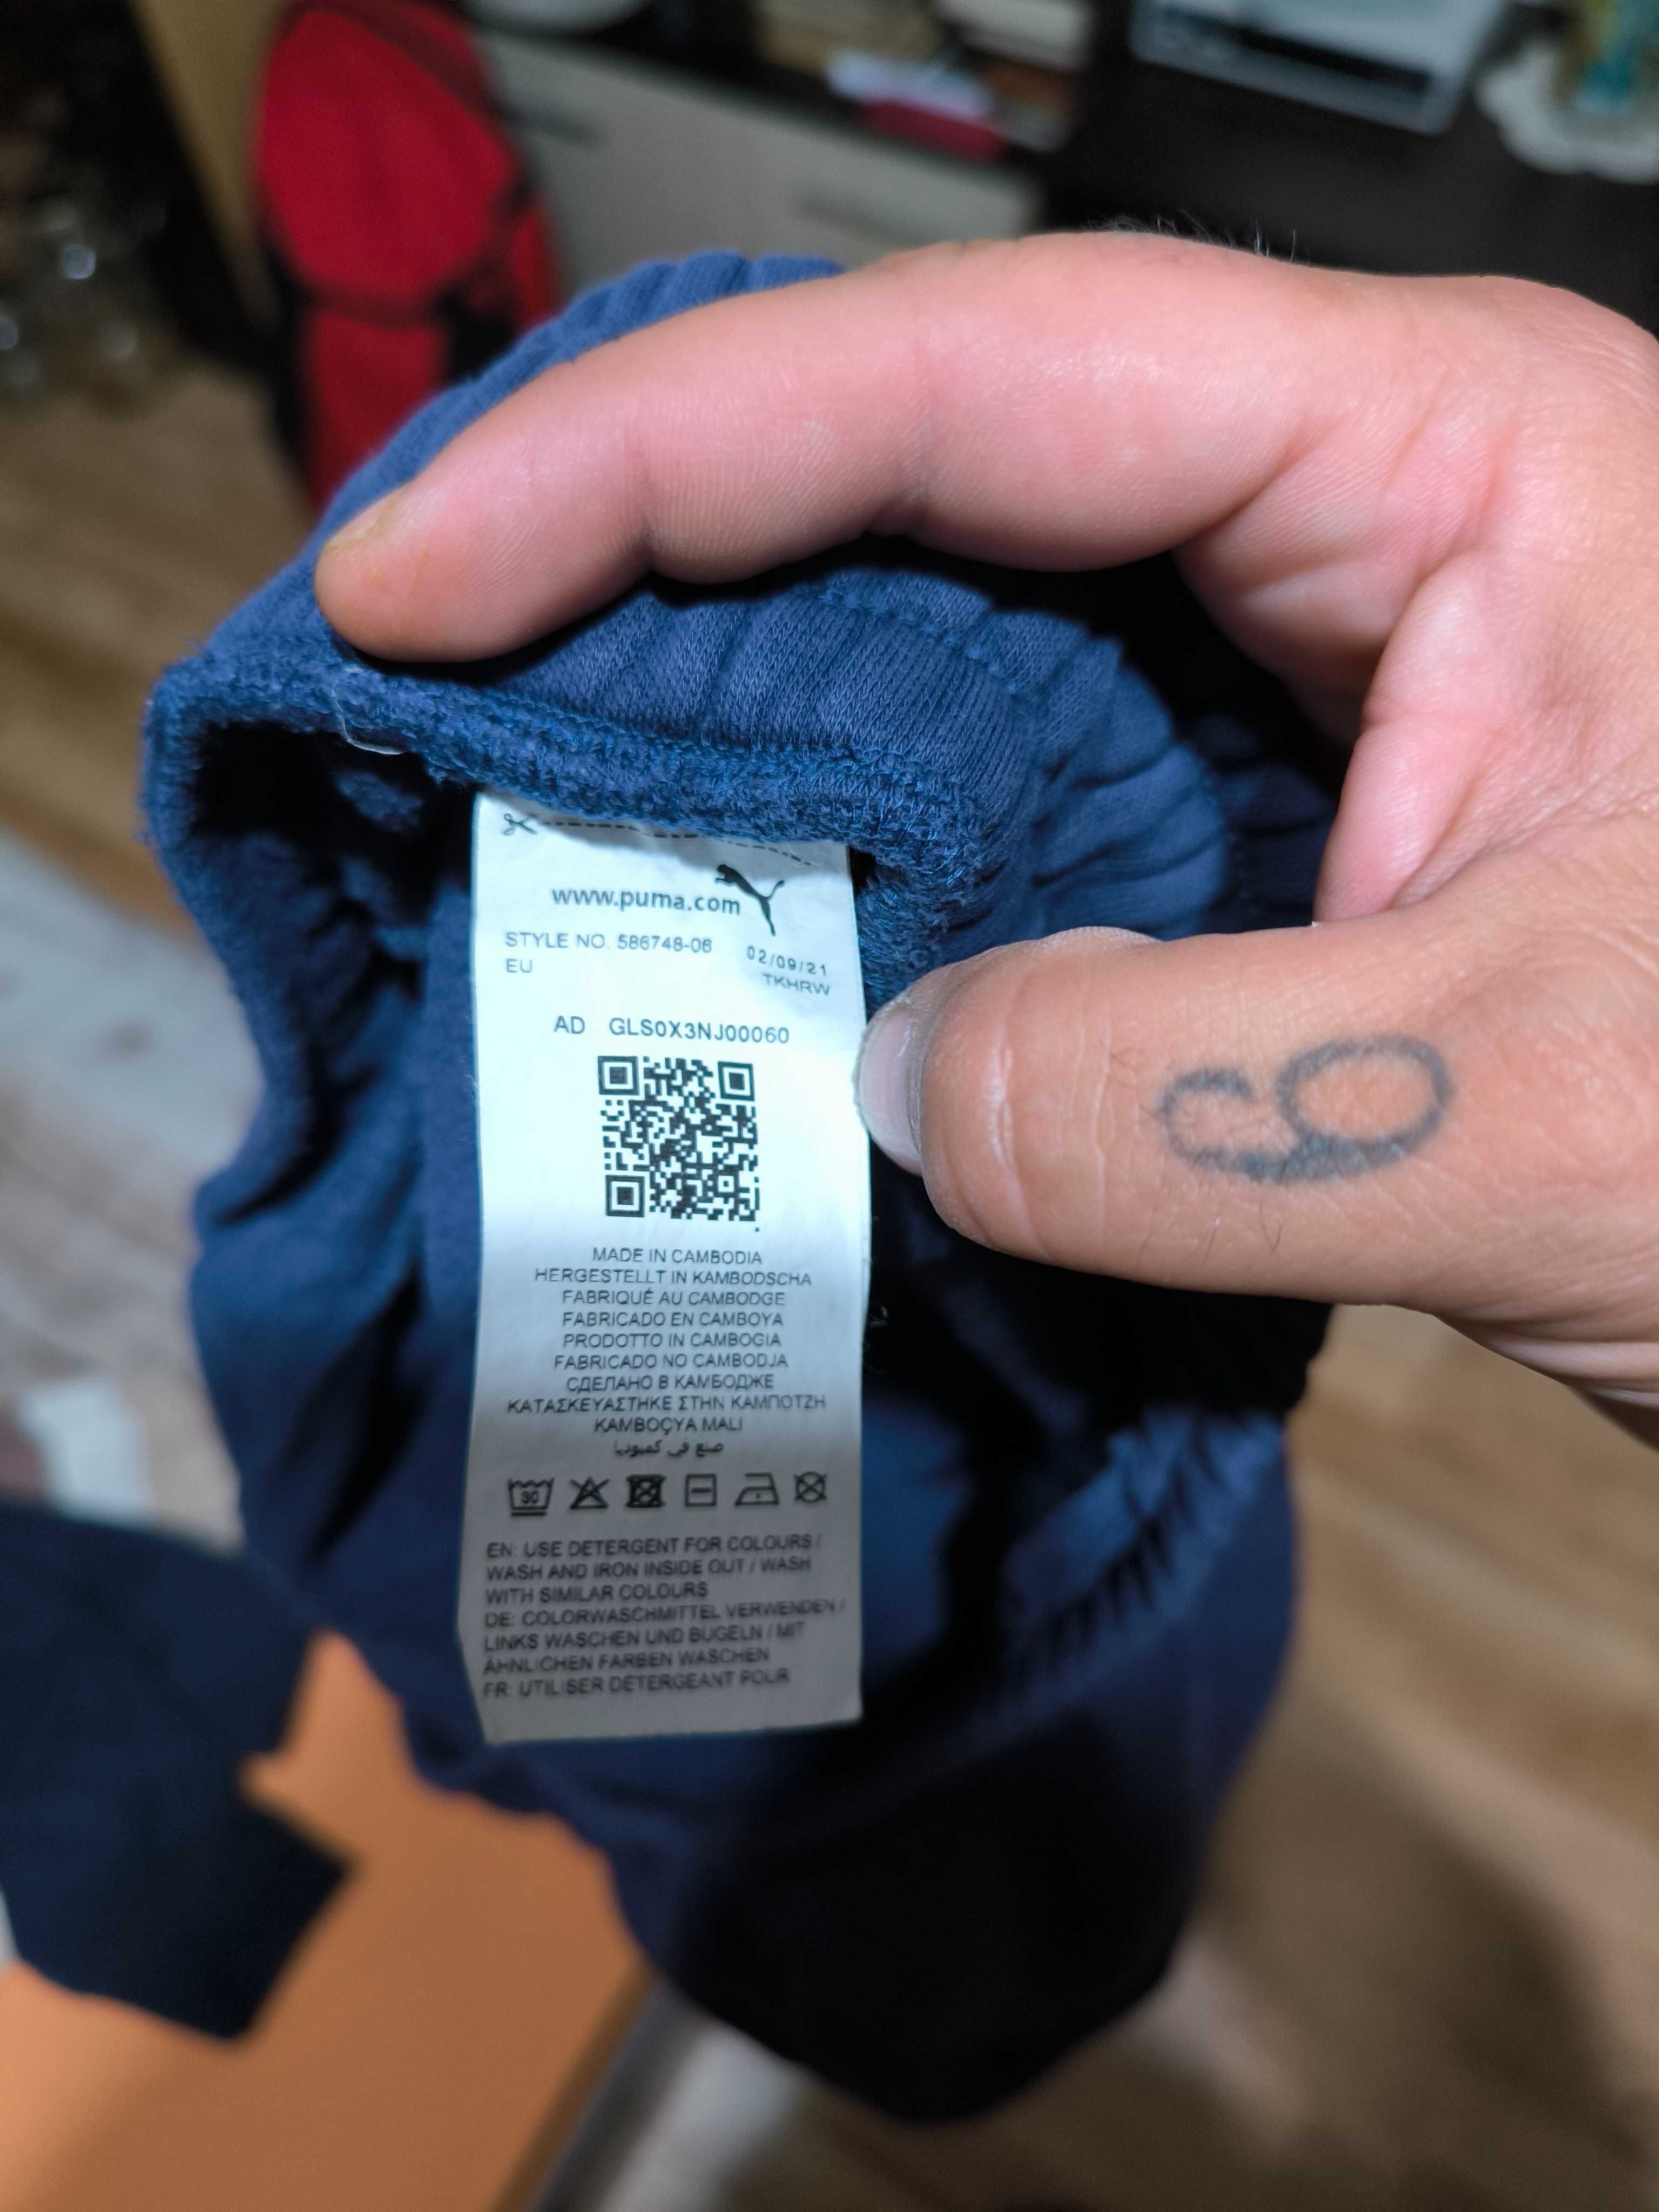 www.puma.com
STYLE NO. 586748-06 02/09/21
EU TKHRW
AD GLS0X3NJ00060
MADE IN CAMBODIA
HERGESTELLT IN KAMBODSCHA
FABRIQUÉ AU CAMBODGE
FABRICADO EN CAMBOYA
PRODOTTO IN CAMBOGIA
FABRICADO NO CAMBODJA
СДЕЛАНО В КАМБОДЖЕ
ΚΑΤΑΣΚΕΥΑΣΤΗΚΕ ΣΤΗΝ ΚΑΜΠΟΤΖΗ
KAMBOÇYA MALI
صنع في كمبوديا
30
EN: USE DETERGENT FOR COLOURS /
WASH AND IRON INSIDE OUT / WASH
WITH SIMILAR COLOURS
DE: COLORWASCHMITTEL VERWENDEN /
LINKS WASCHEN UND BÜGELN / MIT
ÄHNLICHEN FARBEN WASCHEN
FR: UTILISER DÉTERGEANT POUR
6